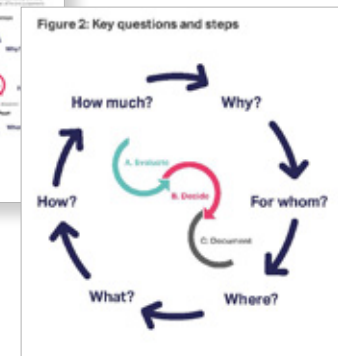 Figure 2: Key questions and steps
How much?
Why?
A. Evaluate
B. Decide
How?
For whom?
C: Document
What?
Where?